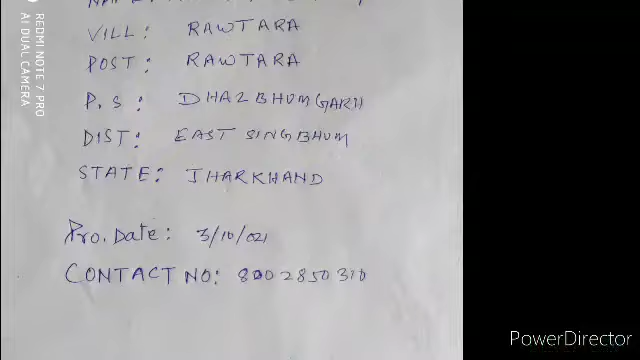 VILL: RAWTARA
POST: RAWTARA
P.S: DHALBHUMGARH
DIST: EAST SINGBHUM
STATE: JHARKHAND
Pro. Date: 3/10/021
CONTACT NO: 8002850310
REDMI NOTE 7 PRO
AI DUAL CAMERA
PowerDirector